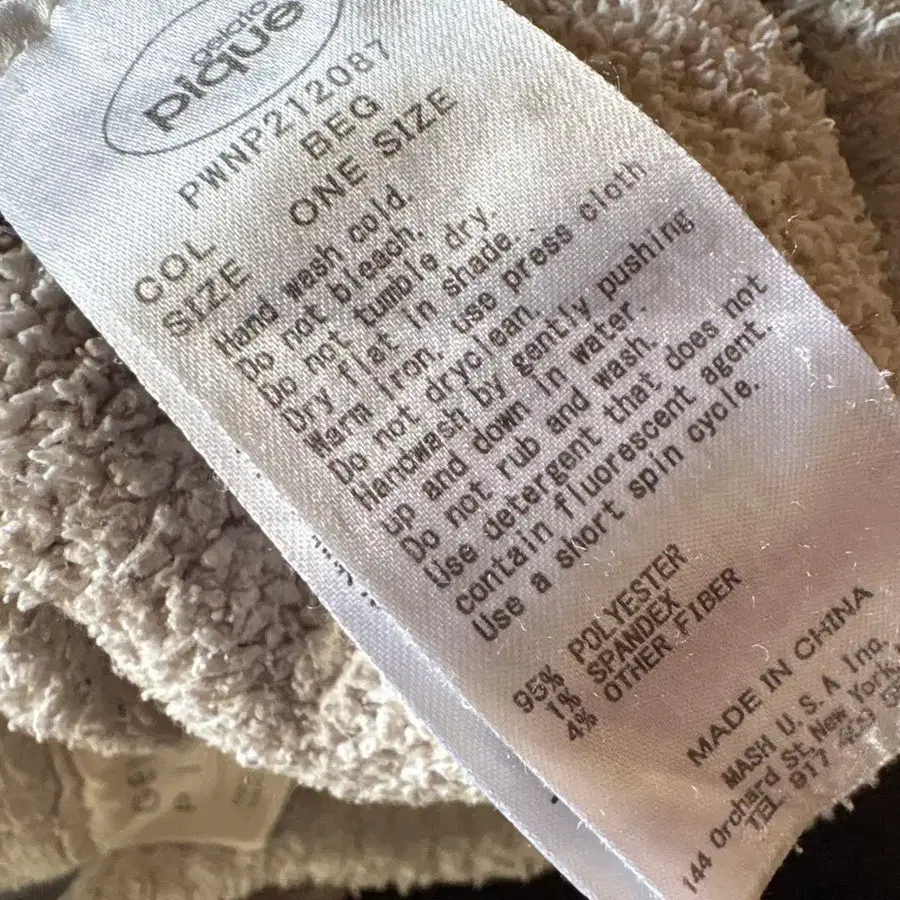 gelato
pique
PWNP212087
COL BEG
SIZE ONE SIZE
Hand wash cold.
Do not bleach.
Do not tumble dry.
Dry flat in shade.
Warm iron, use press cloth
Do not dryclean.
Handwash by gently pushing
up and down in water.
Do not rub and wash.
Use detergent that does not
contain fluorescent agent.
Use a short spin cycle.
95% POLYESTER
1% SPANDEX
4% OTHER FIBER
MADE IN CHINA
MASH U.S.A Inc.
144 Orchard St, New York
TEL 917